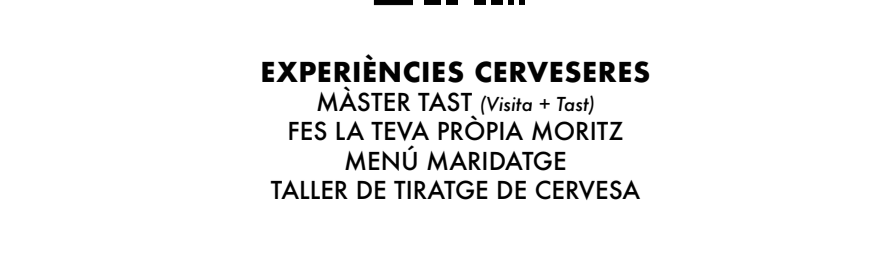 EXPERIÈNCIES CERVESERES
MÀSTER TAST (Visita + Tast)
FES LA TEVA PRÒPIA MORITZ
MENÚ MARIDATGE
TALLER DE TIRATGE DE CERVESA